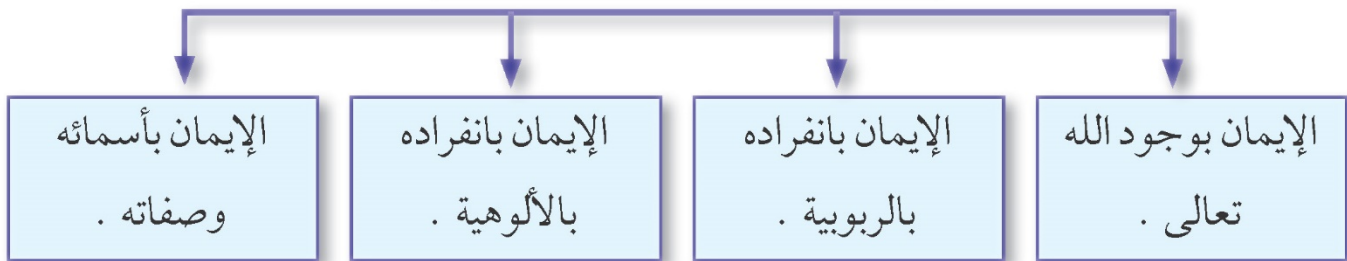 الإيمان بوجود الله
تعالى .
الإيمان بانفراده
بالربوبية .
الإيمان بانفراده
بالألوهية .
الإيمان بأسمائه
وصفاته .